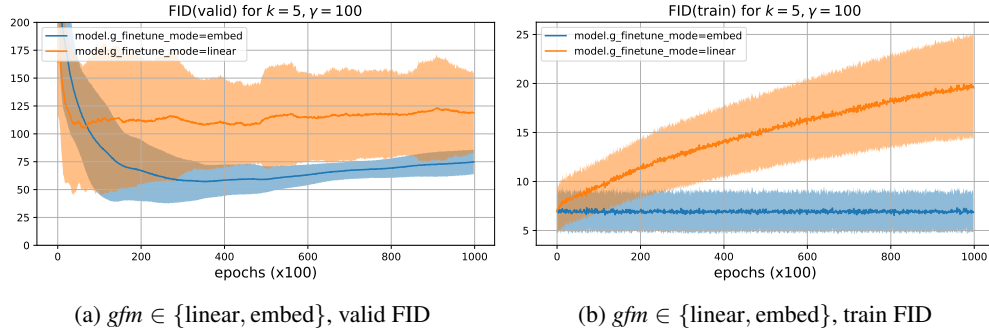 FID(valid) for k = 5, γ = 100
200
175
150
125
100
75
50
25
0
model.g_finetune_mode=embed
model.g_finetune_mode=linear
0 200 400 600 800 1000
epochs (x100)
(a) gfm ∈ {linear, embed}, valid FID
FID(train) for k = 5, γ = 100
25
20
15
10
5
model.g_finetune_mode=embed
model.g_finetune_mode=linear
0 200 400 600 800 1000
epochs (x100)
(b) gfm ∈ {linear, embed}, train FID